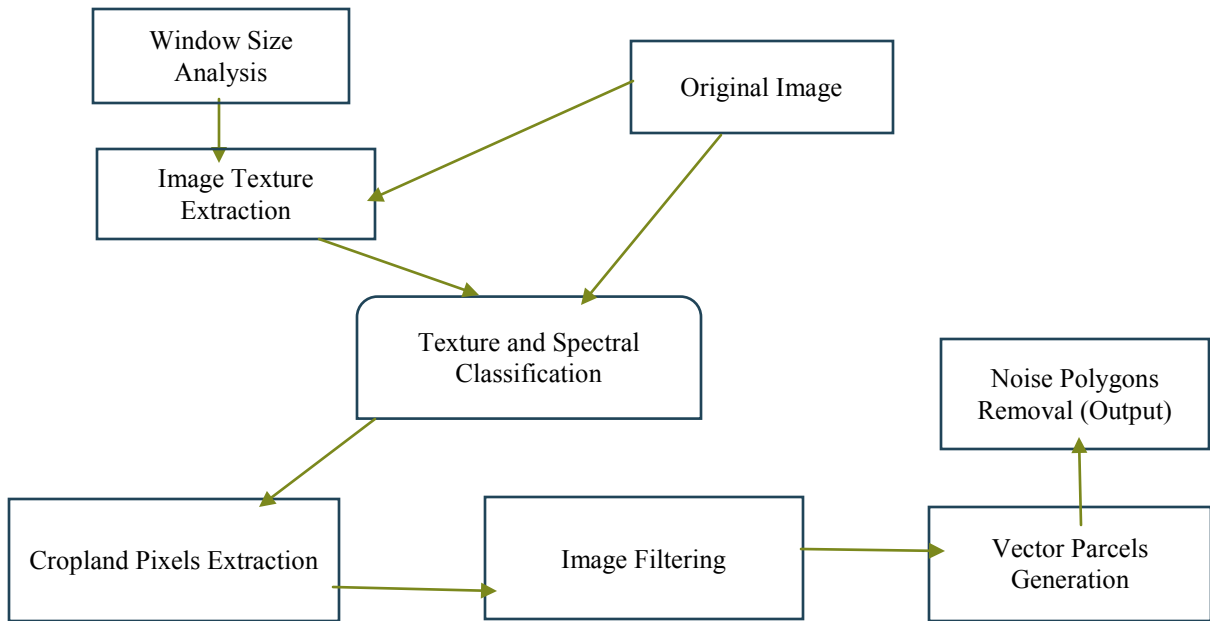 Window Size
Analysis
Original Image
Image Texture
Extraction
Texture and Spectral
Classification
Noise Polygons
Removal (Output)
Cropland Pixels Extraction
Image Filtering
Vector Parcels
Generation